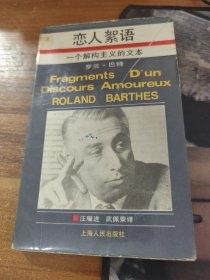 恋人絮语
一个解构主义的文本
罗兰·巴特
Fragments D'un
Discours Amoureux
ROLAND BARTHES
汪耀进 武佩荣译
上海人民出版社